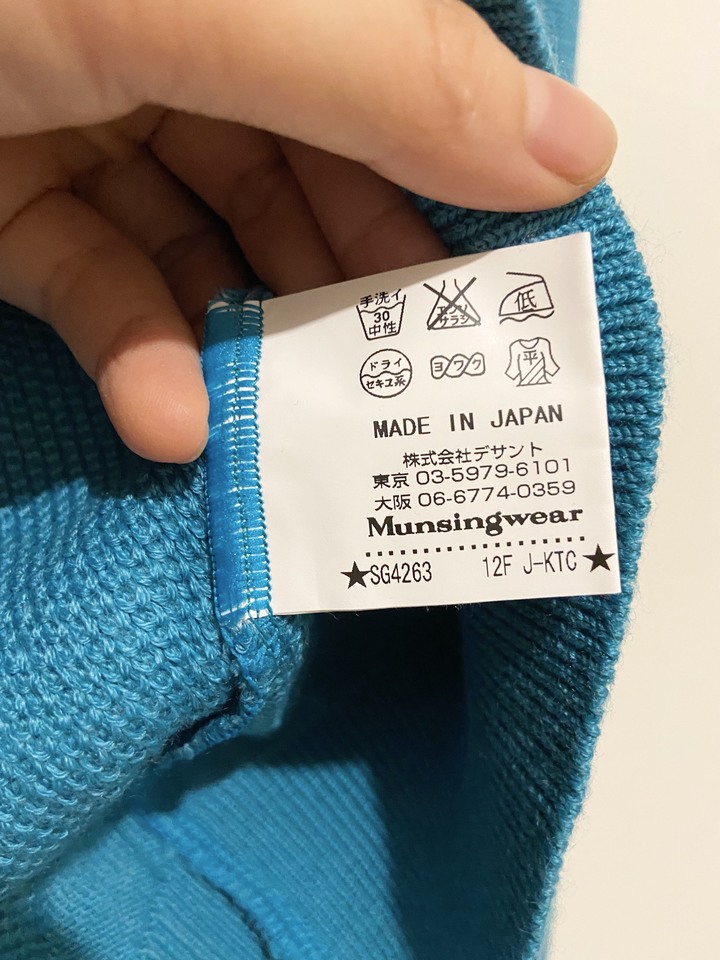 手洗イ
30
中性
エンソ
サラシ
低
ドライ
セキユ系
ヨワク
平
MADE IN JAPAN
株式会社デサント
東京 03-5979-6101
大阪 06-6774-0359
Munsingwear
★SG4263 12F J-KTC★